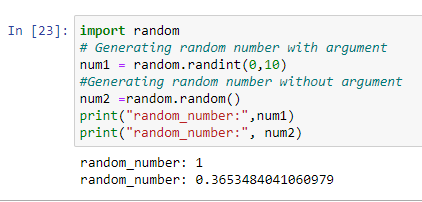 In [23]: import random
# Generating random number with argument
num1 = random.randint(0,10)
#Generating random number without argument
num2 =random.random()
print("random_number:",num1)
print("random_number:", num2)
random_number: 1
random_number: 0.3653484041060979